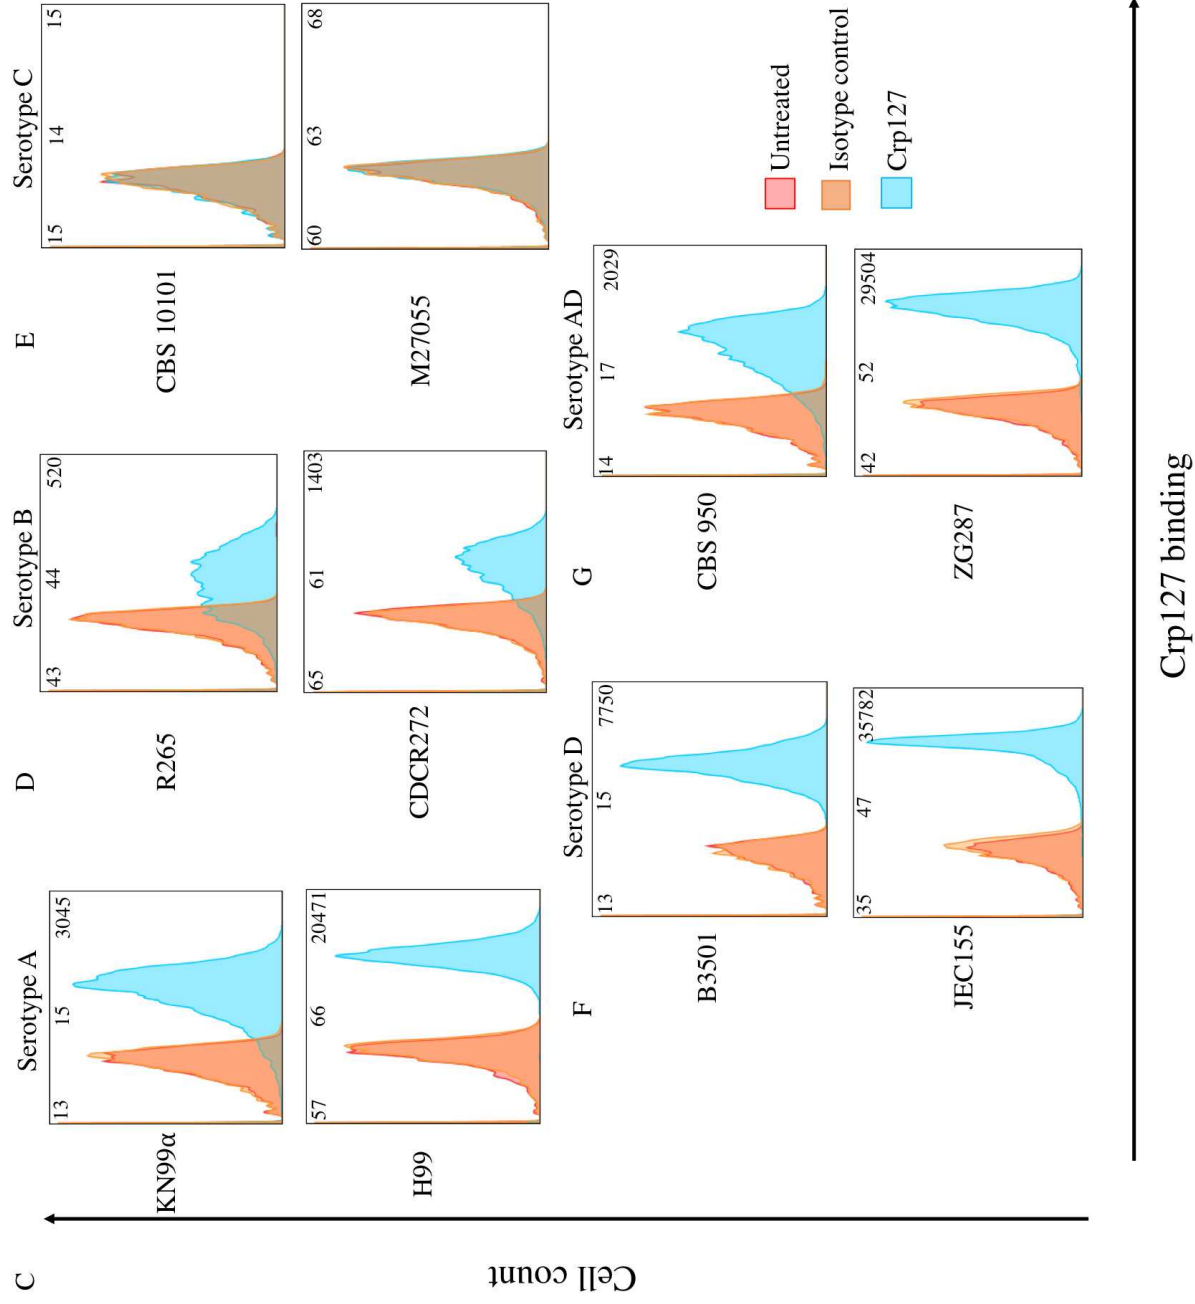 C
Serotype A
KN99α
13 15 3045
H99
57 66 20471
D
Serotype B
R265
43 44 520
CDCR272
65 61 1403
E
Serotype C
CBS 10101
15 14 15
M27055
60 63 68
F
Serotype D
B3501
13 15 7750
JEC155
35 47 35782
G
Serotype AD
CBS 950
14 17 2029
ZG287
42 52 29504
Untreated
Isotype control
Crp127
Cell count
Crp127 binding